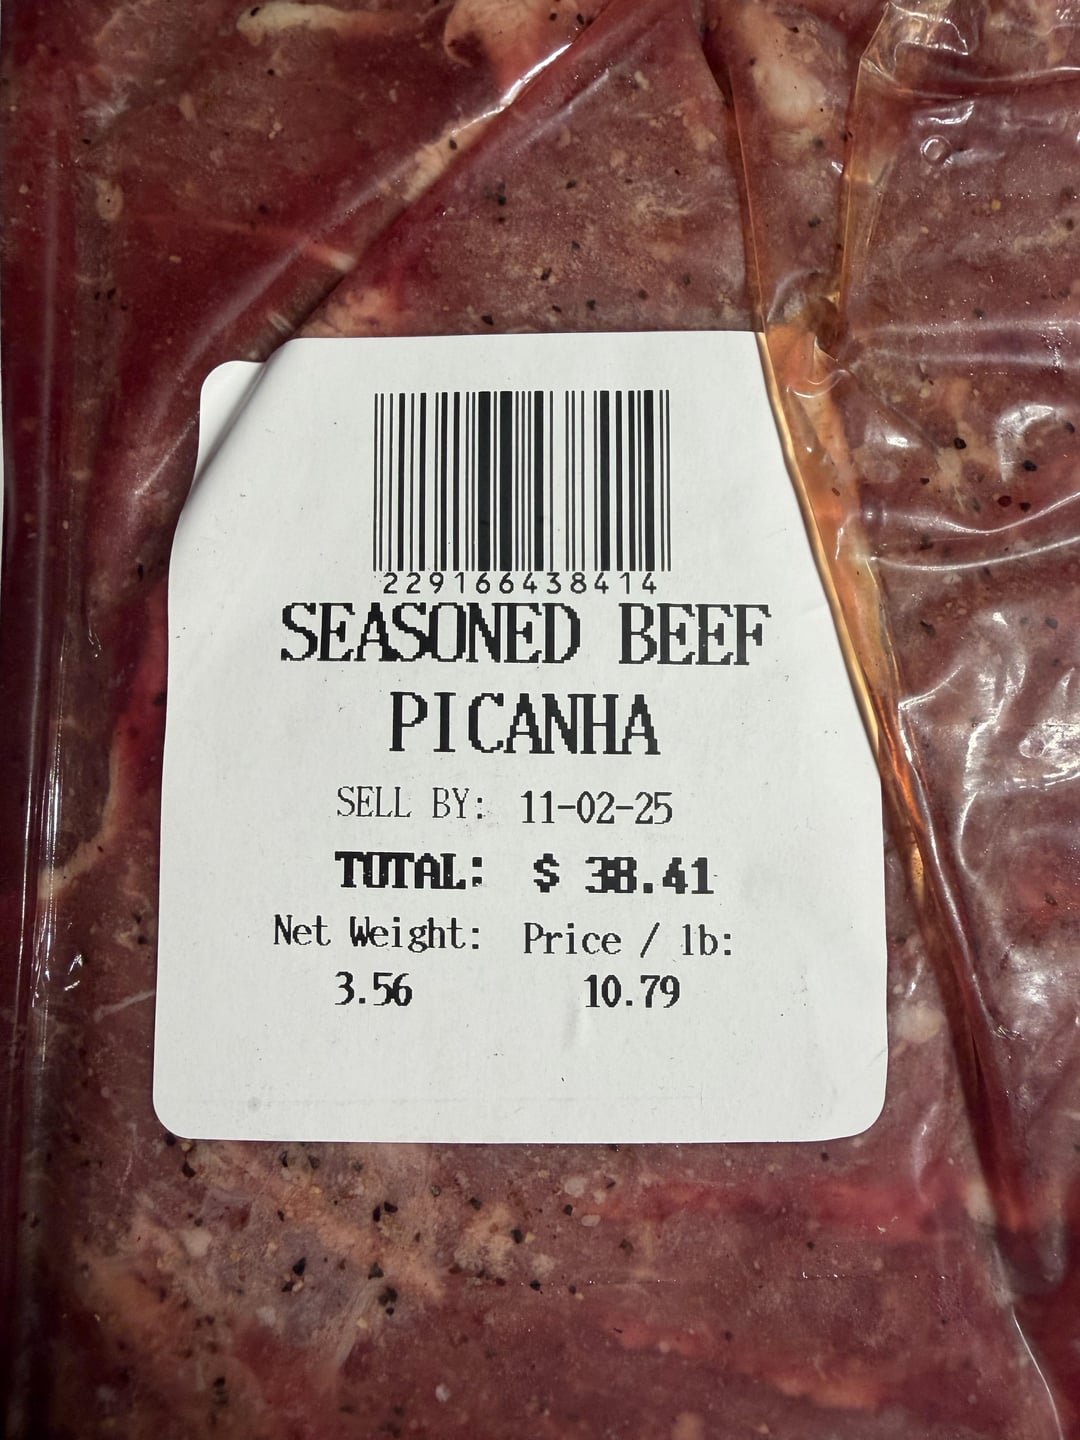 229166438414
SEASONED BEEF
PICANHA
SELL BY: 11-02-25
TOTAL: $ 38.41
Net Weight: Price / lb:
3.56 10.79